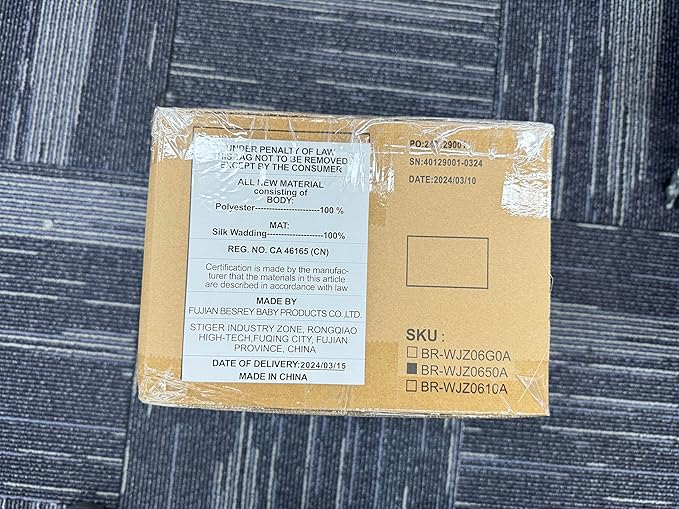 UNDER PENALTY OF LAW
THIS TAG NOT TO BE REMOVED
EXCEPT BY THE CONSUMER
ALL NEW MATERIAL
consisting of
BODY:
Polyester-----------------------100 %
MAT:
Silk Wadding--------------------100%
REG. NO. CA 46165 (CN)
Certification is made by the manufac-
turer that the materials in this article
are described in accordance with law
MADE BY
FUJIAN BESREY BABY PRODUCTS CO.,LTD.
STIGER INDUSTRY ZONE, RONGQIAO
HIGH-TECH,FUQING CITY, FUJIAN
PROVINCE, CHINA
DATE OF DELIVERY:2024/03/15
MADE IN CHINA
SN:40129001-0324
DATE:2024/03/10
SKU :
BR-WJZ06G0A
BR-WJZ0650A
BR-WJZ0610A